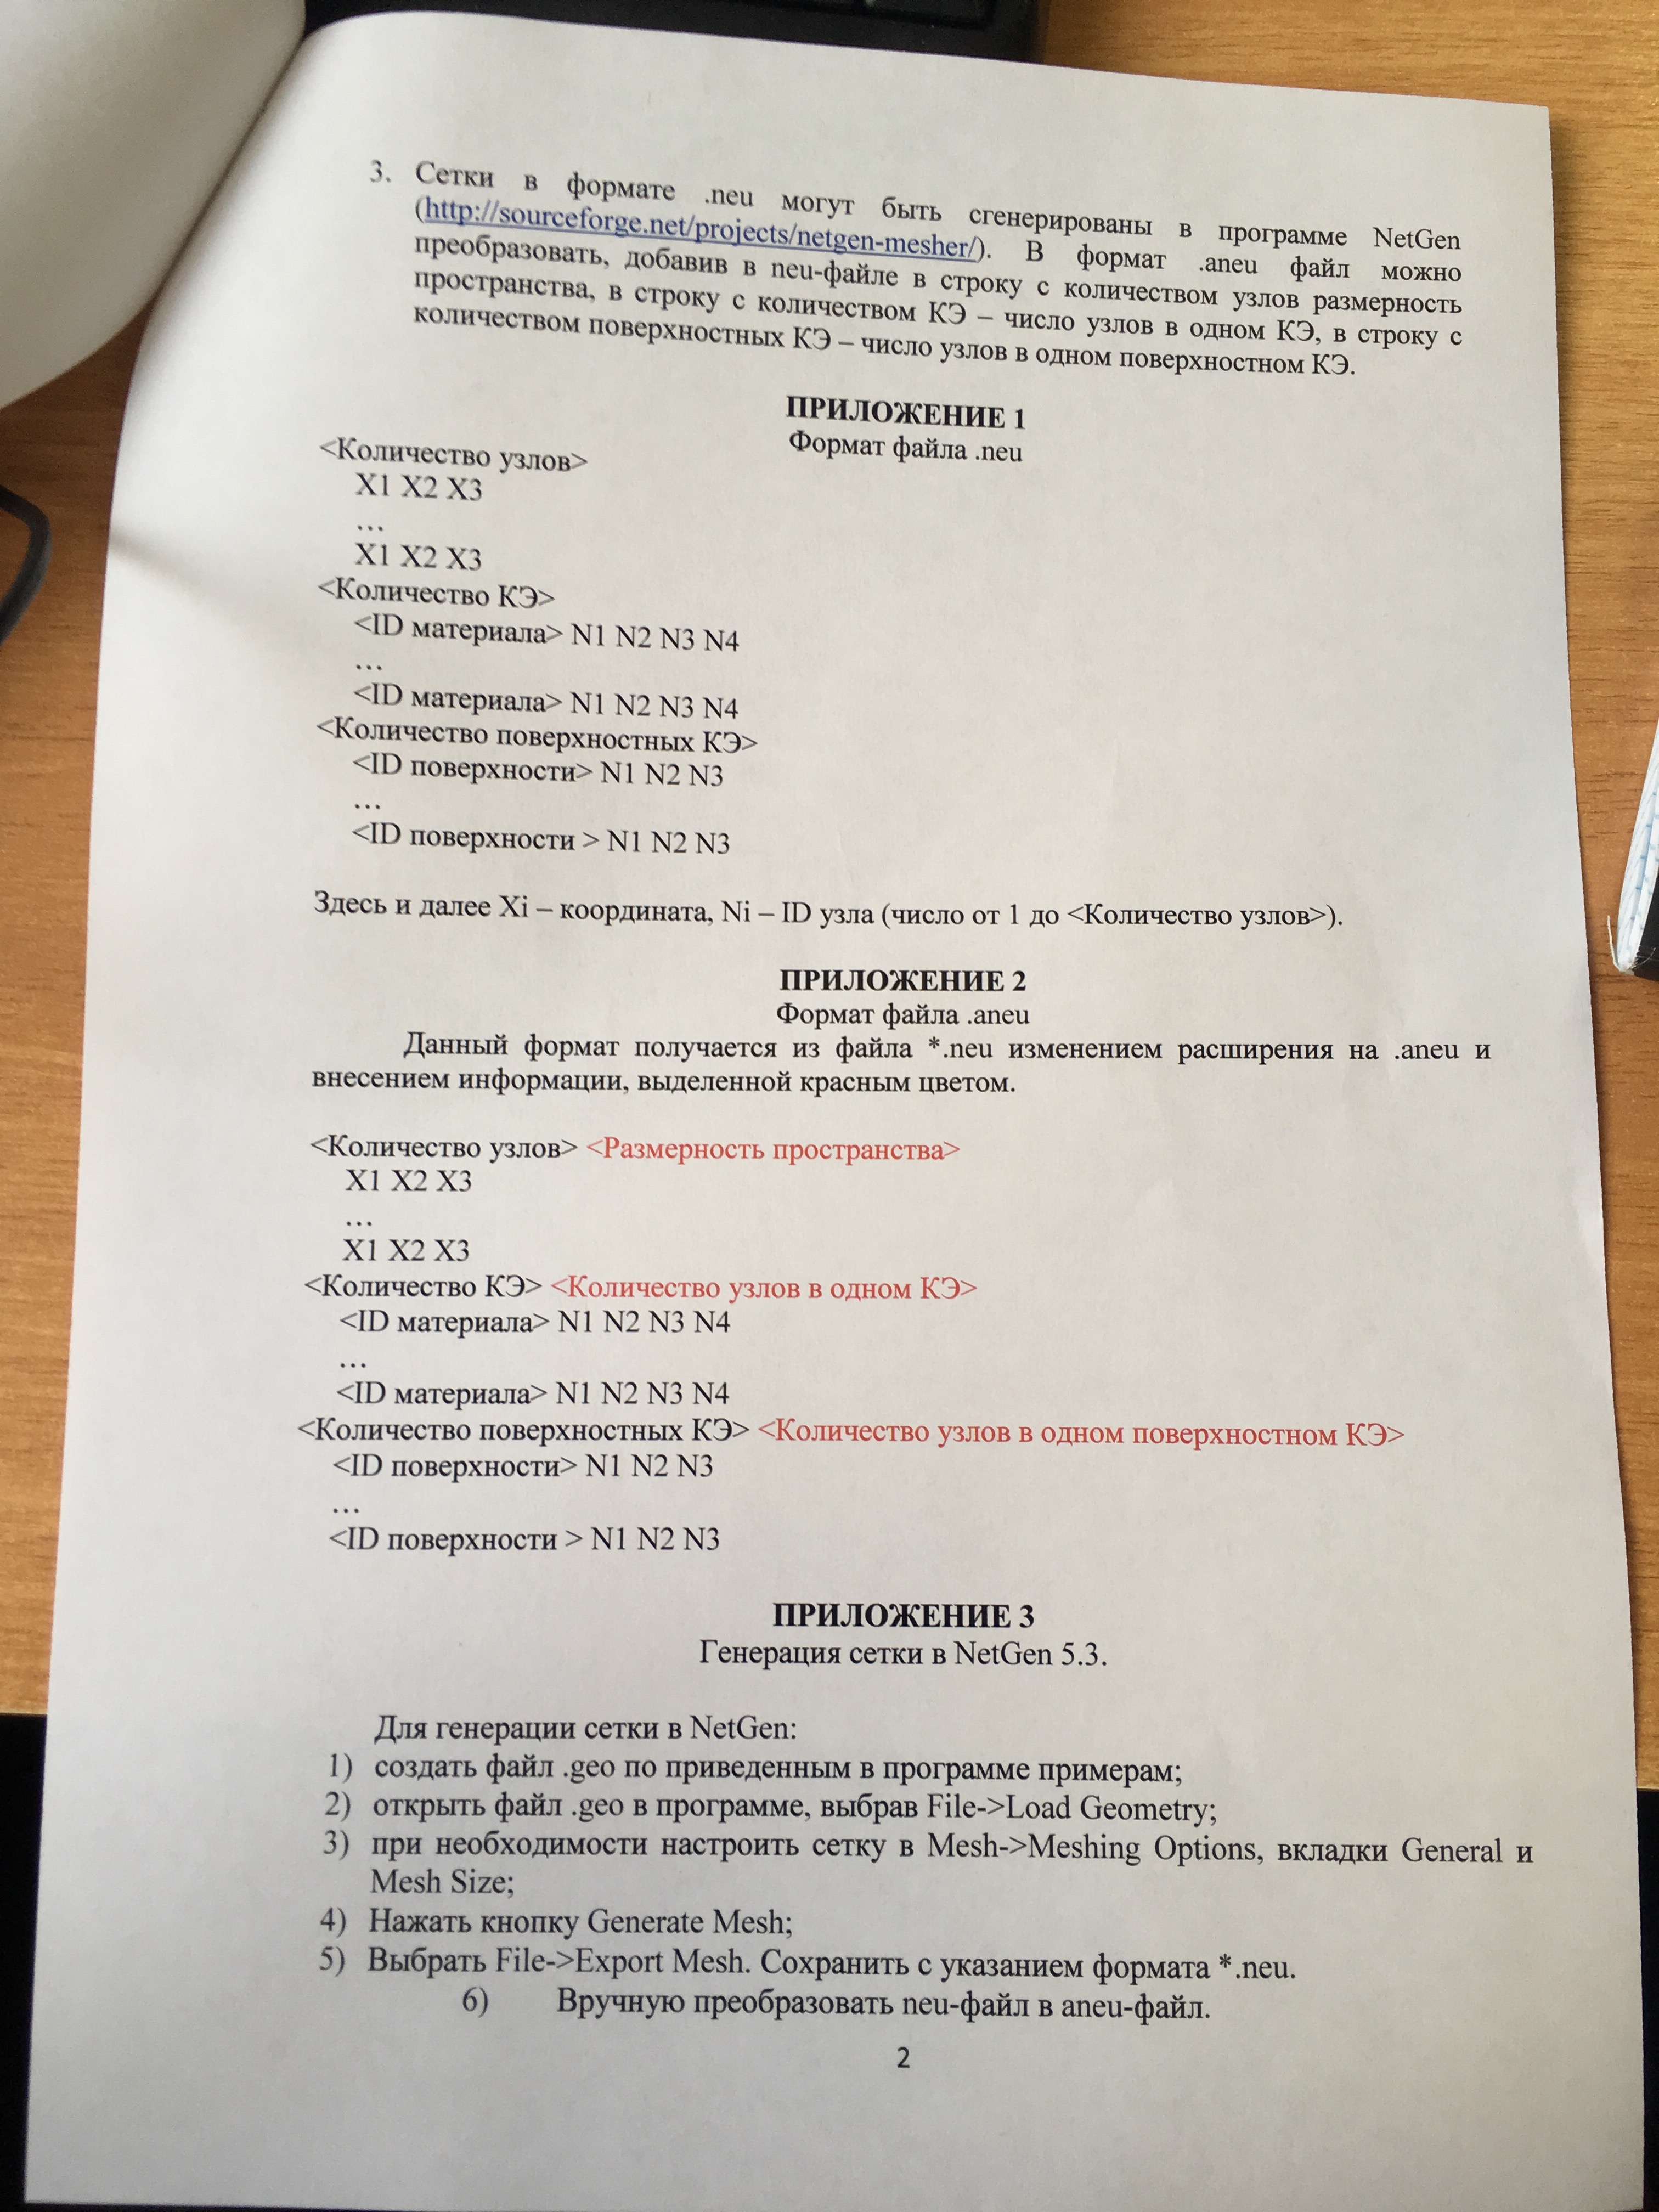 3. Сетки в формате .neu могут быть сгенерированы в программе NetGen
(http://sourceforge.net/projects/netgen-mesher/). В формат .aneu файл можно
преобразовать, добавив в neu-файле в строку с количеством узлов размерность
пространства, в строку с количеством КЭ – число узлов в одном КЭ, в строку с
количеством поверхностных КЭ – число узлов в одном поверхностном КЭ.
ПРИЛОЖЕНИЕ 1
Формат файла .neu
<Количество узлов>
X1 X2 X3
...
X1 X2 X3
<Количество КЭ>
<ID материала> N1 N2 N3 N4
...
<ID материала> N1 N2 N3 N4
<Количество поверхностных КЭ>
<ID поверхности> N1 N2 N3
...
<ID поверхности > N1 N2 N3
Здесь и далее Xi – координата, Ni – ID узла (число от 1 до <Количество узлов>).
ПРИЛОЖЕНИЕ 2
Формат файла .aneu
Данный формат получается из файла *.neu изменением расширения на .aneu и
внесением информации, выделенной красным цветом.
<Количество узлов> <Размерность пространства>
X1 X2 X3
...
X1 X2 X3
<Количество КЭ> <Количество узлов в одном КЭ>
<ID материала> N1 N2 N3 N4
...
<ID материала> N1 N2 N3 N4
<Количество поверхностных КЭ> <Количество узлов в одном поверхностном КЭ>
<ID поверхности> N1 N2 N3
...
<ID поверхности > N1 N2 N3
ПРИЛОЖЕНИЕ 3
Генерация сетки в NetGen 5.3.
Для генерации сетки в NetGen:
1) создать файл .geo по приведенным в программе примерам;
2) открыть файл .geo в программе, выбрав File->Load Geometry;
3) при необходимости настроить сетку в Mesh->Meshing Options, вкладки General и
Mesh Size;
4) Нажать кнопку Generate Mesh;
5) Выбрать File->Export Mesh. Сохранить с указанием формата *.neu.
6) Вручную преобразовать neu-файл в aneu-файл.
2